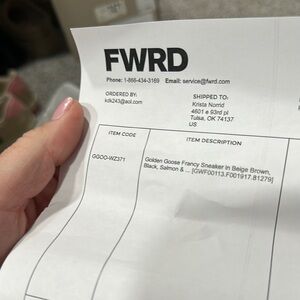 FWRD
Phone: 1-866-434-3169 Email: service@fwrd.com
ORDERED BY:
kdk243@aol.com
SHIPPED TO:
Krista Norrid
4601 e 93rd pl
Tulsa, OK 74137
US
ITEM CODE
ITEM DESCRIPTION
GGOD-WZ371
Golden Goose Francy Sneaker in Beige Brown,
Black, Salmon & ... [GWF00113.F001917.81279]